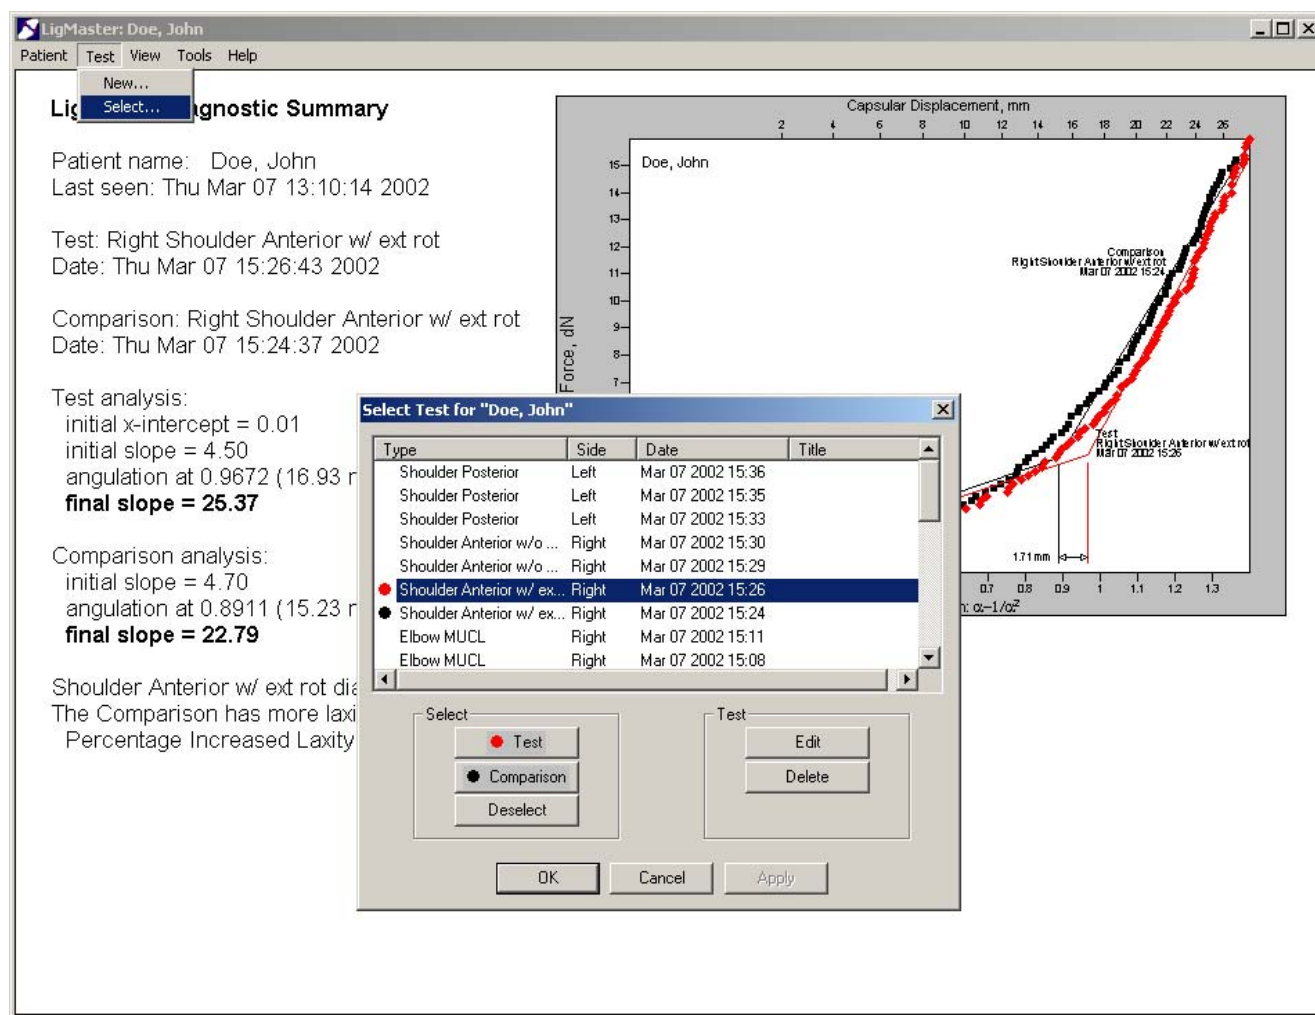 LigMaster: Doe, John
Patient Test View Tools Help
New...
Select...
Lig agnostic Summary
Patient name: Doe, John
Last seen: Thu Mar 07 13:10:14 2002
Test: Right Shoulder Anterior w/ ext rot
Date: Thu Mar 07 15:26:43 2002
Comparison: Right Shoulder Anterior w/ ext rot
Date: Thu Mar 07 15:24:37 2002
Test analysis:
initial x-intercept = 0.01
initial slope = 4.50
angulation at 0.9672 (16.93 
final slope = 25.37
Comparison analysis:
initial slope = 4.70
angulation at 0.8911 (15.23 
final slope = 22.79
Shoulder Anterior w/ ext rot dia
The Comparison has more laxi
Percentage Increased Laxity
Capsular Displacement, mm
2 4 6 8 10 12 14 16 18 20 22 24 26
Doe, John
15
14
13
12
11
10
9
8
7
Force, dN
Comparison
Right Shoulder Anterior w/ ext rot
Mar 07 2002 15:24
Test
Right Shoulder Anterior w/ ext rot
Mar 07 2002 15:26
1.71 mm
0.7 0.8 0.9 1 1.1 1.2 1.3
n: α-1/α²
Select Test for "Doe, John"
Type Side Date Title
Shoulder Posterior Left Mar 07 2002 15:36
Shoulder Posterior Left Mar 07 2002 15:35
Shoulder Posterior Left Mar 07 2002 15:33
Shoulder Anterior w/o ... Right Mar 07 2002 15:30
Shoulder Anterior w/o ... Right Mar 07 2002 15:29
Shoulder Anterior w/ ex... Right Mar 07 2002 15:26
Shoulder Anterior w/ ex... Right Mar 07 2002 15:24
Elbow MUCL Right Mar 07 2002 15:11
Elbow MUCL Right Mar 07 2002 15:08
Select
Test
Comparison
Deselect
Test
Edit
Delete
OK Cancel Apply